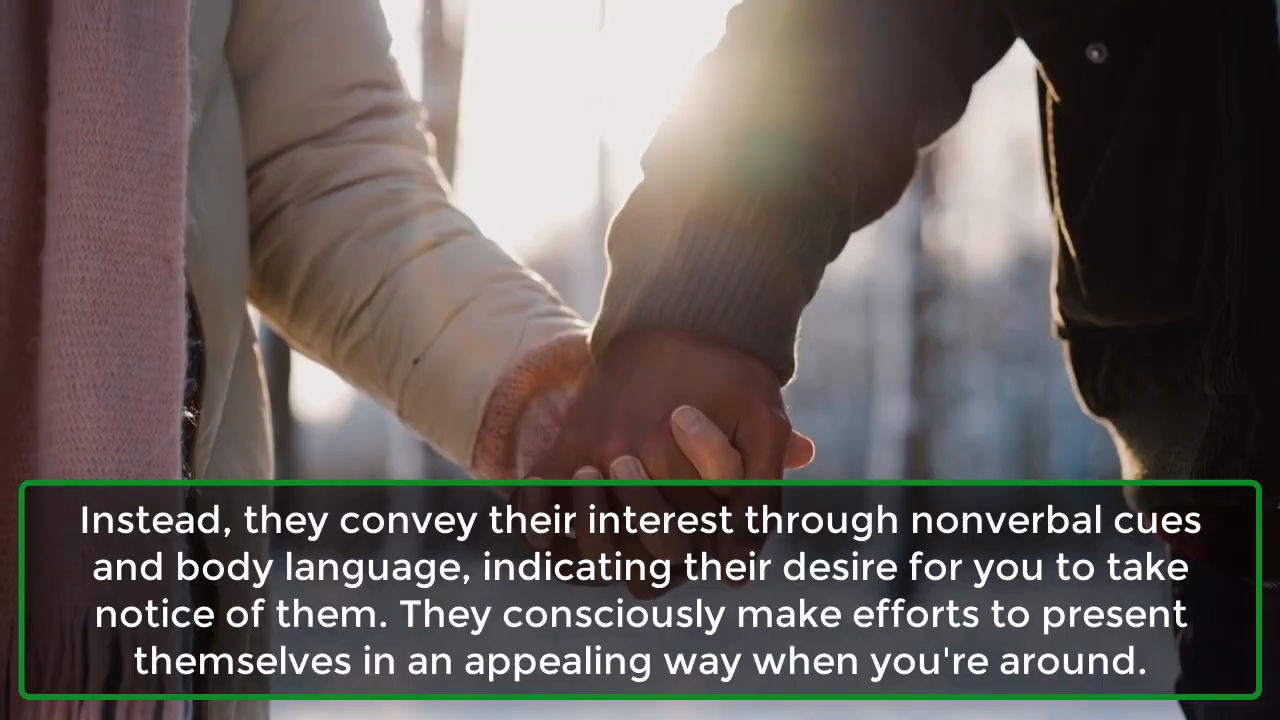 Instead, they convey their interest through nonverbal cues
and body language, indicating their desire for you to take
notice of them. They consciously make efforts to present
themselves in an appealing way when you're around.